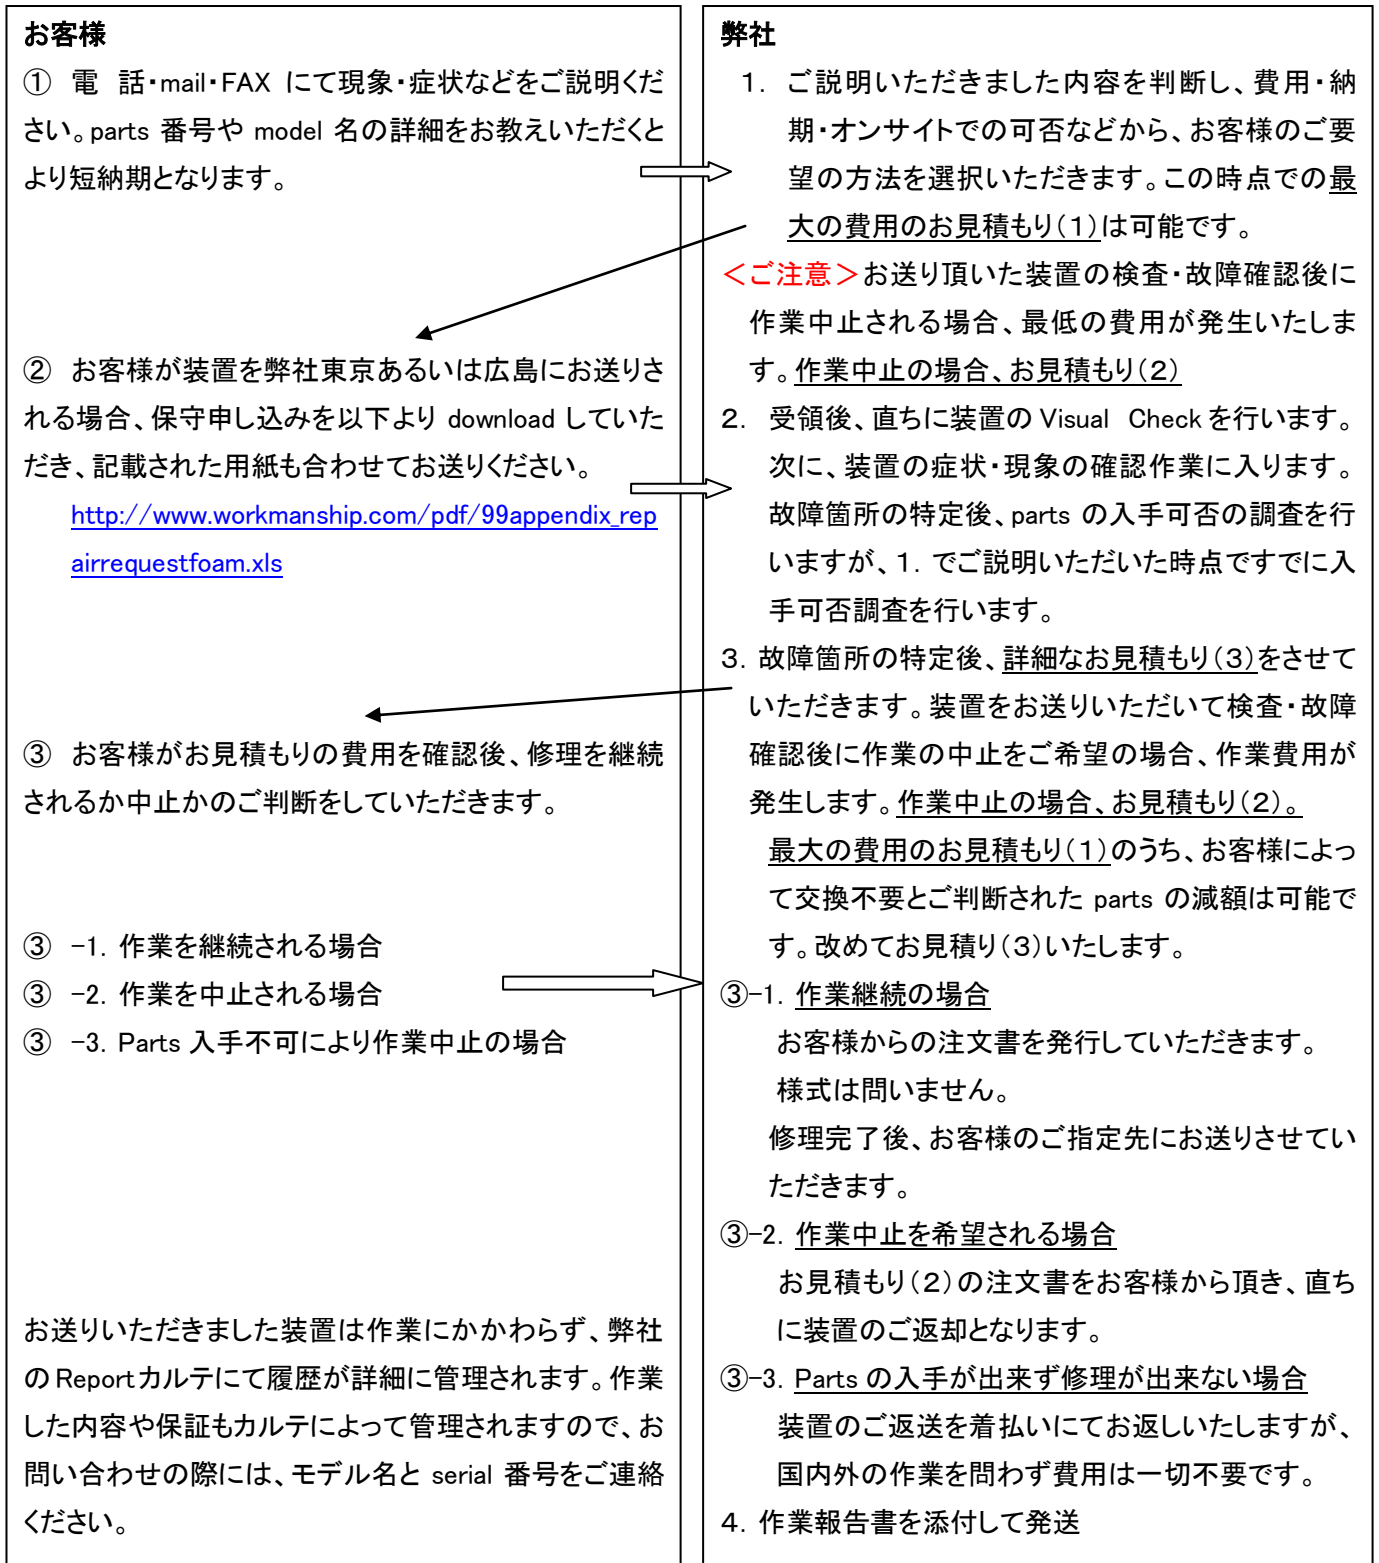 お客様
① 電 話・mail・FAX にて現象・症状などをご説明くだ
さい。parts 番号や model 名の詳細をお教えいただくと
より短納期となります。
② お客様が装置を弊社東京あるいは広島にお送りさ
れる場合、保守申し込みを以下より download していた
だき、記載された用紙も合わせてお送りください。
http://www.workmanship.com/pdf/99appendix_rep
airrequestfoam.xls
③ お客様がお見積もりの費用を確認後、修理を継続
されるか中止かのご判断をしていただきます。
③ -1. 作業を継続される場合
③ -2. 作業を中止される場合
③ -3. Parts 入手不可により作業中止の場合
お送りいただきました装置は作業にかかわらず、弊社
の Report カルテにて履歴が詳細に管理されます。作業
した内容や保証もカルテによって管理されますので、お
問い合わせの際には、モデル名と serial 番号をご連絡
ください。
弊社
1. ご説明いただきました内容を判断し、費用・納
期・オンサイトでの可否などから、お客様のご要
望の方法を選択いただきます。この時点での最
大の費用のお見積もり(1)は可能です。
＜ご注意＞お送り頂いた装置の検査・故障確認後に
作業中止される場合、最低の費用が発生いたしま
す。作業中止の場合、お見積もり(2)
2. 受領後、直ちに装置の Visual Check を行います。
次に、装置の症状・現象の確認作業に入ります。
故障箇所の特定後、parts の入手可否の調査を行
いますが、1. でご説明いただいた時点ですでに入
手可否調査を行います。
3. 故障箇所の特定後、詳細なお見積もり(3)をさせて
いただきます。装置をお送りいただいて検査・故障
確認後に作業の中止をご希望の場合、作業費用が
発生します。作業中止の場合、お見積もり(2)。
最大の費用のお見積もり(1)のうち、お客様によっ
て交換不要とご判断された parts の減額は可能で
す。改めてお見積り(3)いたします。
③-1. 作業継続の場合
お客様からの注文書を発行していただきます。
様式は問いません。
修理完了後、お客様のご指定先にお送りさせてい
ただきます。
③-2. 作業中止を希望される場合
お見積もり(2)の注文書をお客様から頂き、直ち
に装置のご返却となります。
③-3. Parts の入手が出来ず修理が出来ない場合
装置のご返送を着払いにてお返しいたしますが、
国内外の作業を問わず費用は一切不要です。
4. 作業報告書を添付して発送